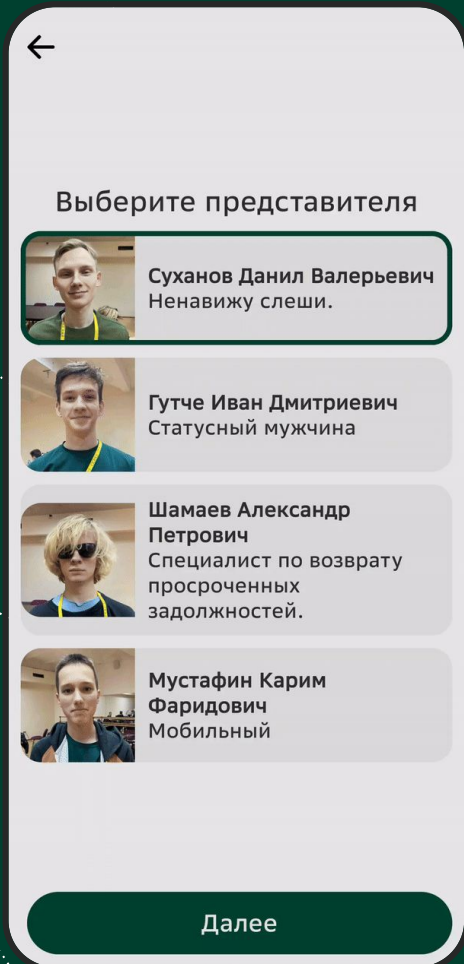 Выберите представителя
Суханов Данил Валерьевич
Ненавижу слеши.
Гутче Иван Дмитриевич
Статусный мужчина
Шамаев Александр
Петрович
Специалист по возврату
просроченных
задолжностей.
Мустафин Карим
Фаридович
Мобильный
Далее